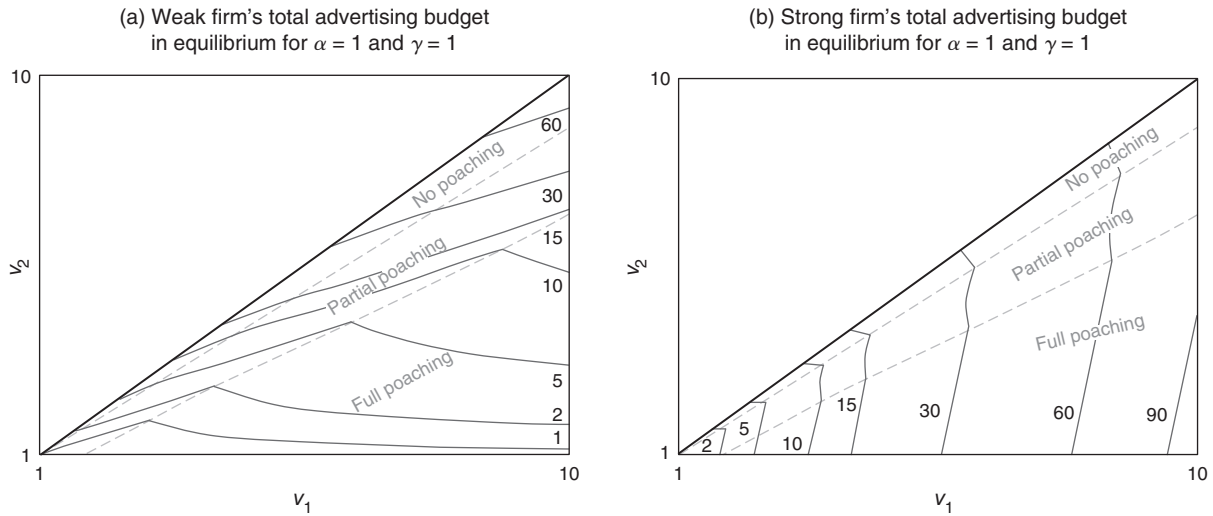 (a) Weak firm's total advertising budget
in equilibrium for α = 1 and γ = 1
10
v2
1
1
v1
10
No poaching
Partial poaching
Full poaching
60
30
15
10
5
2
1
(b) Strong firm's total advertising budget
in equilibrium for α = 1 and γ = 1
10
v2
1
1
v1
10
No poaching
Partial poaching
Full poaching
2
5
10
15
30
60
90